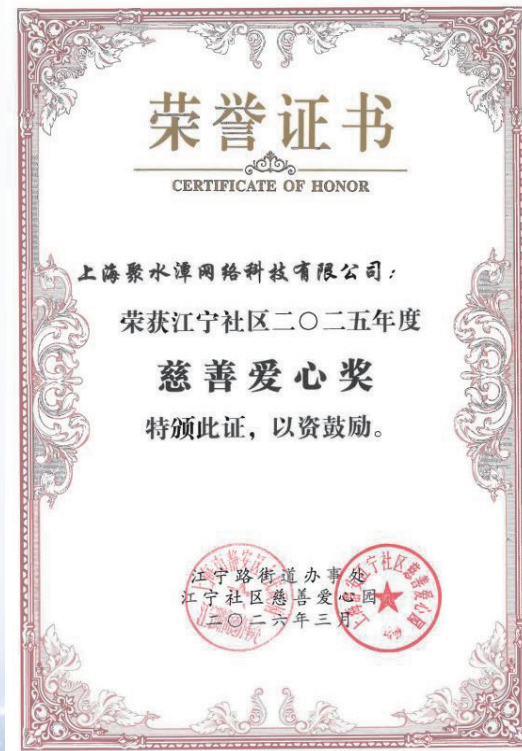 荣誉证书
CERTIFICATE OF HONOR
上海聚水潭网络科技有限公司：
荣获江宁社区二〇二五年度
慈善爱心奖
特颁此证，以资鼓励。
江宁路街道办事处
江宁社区慈善爱心园
二〇二六年三月